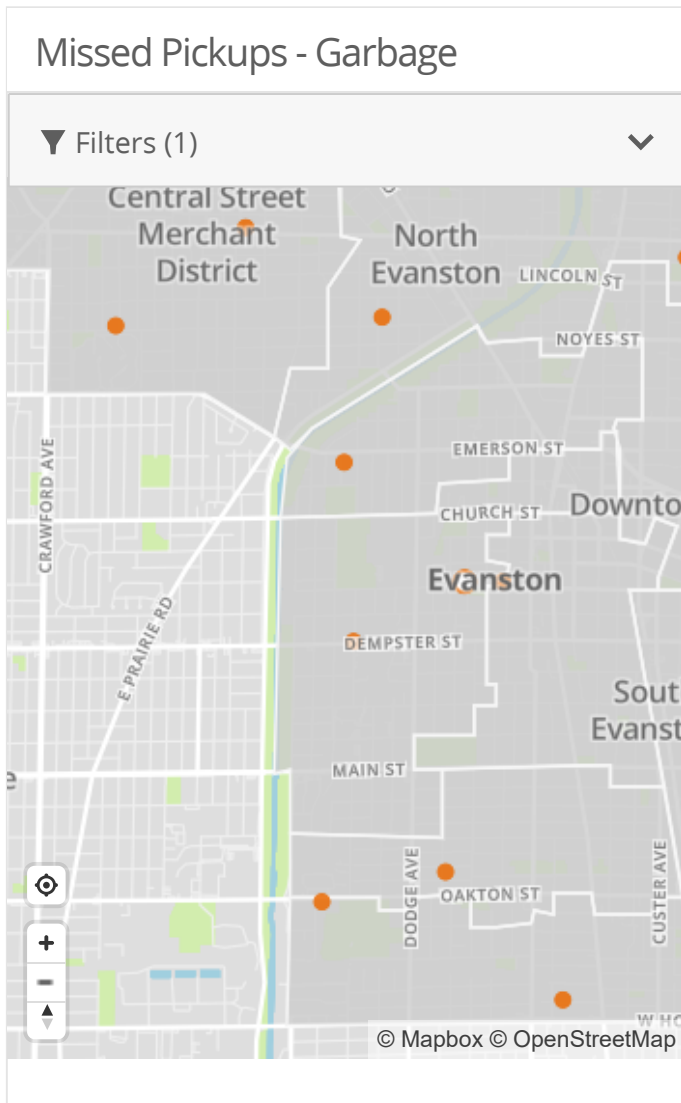 Missed Pickups - Garbage
Filters (1)
Central Street
Merchant
District
North
Evanston
LINCOLN ST
NOYES ST
CRAWFORD AVE
EMERSON ST
CHURCH ST
Downto
Evanston
E PRAIRIE RD
DEMPSTER ST
Sout
Evanst
MAIN ST
e
DODGE AVE
OAKTON ST
CUSTER AVE
W HO
© Mapbox © OpenStreetMap